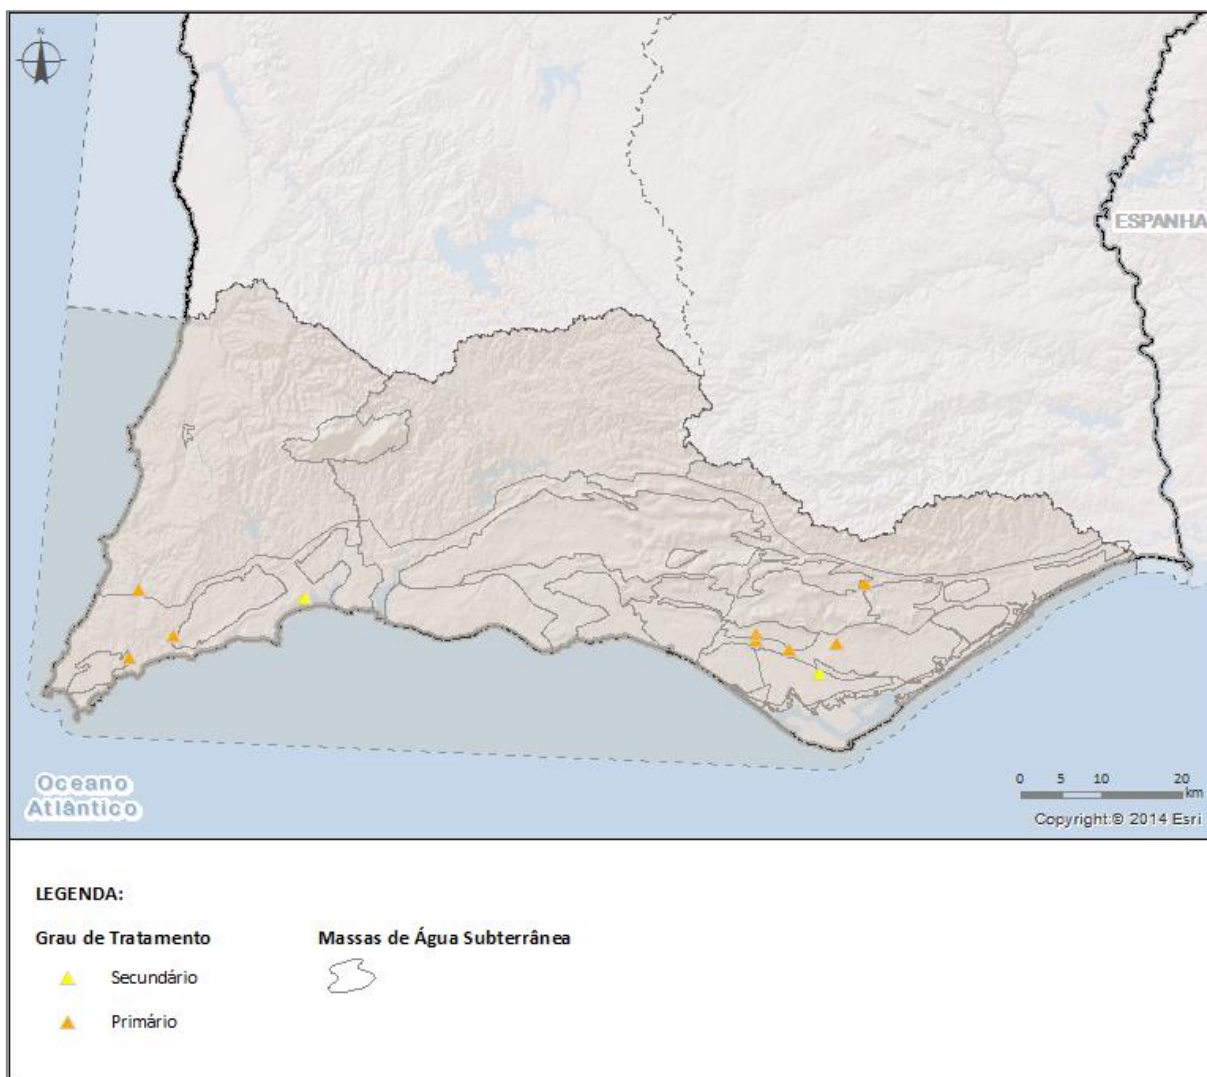 N
ESPANHA
Oceano
Atlântico
0 5 10 20
km
Copyright:© 2014 Esri
LEGENDA:
Grau de Tratamento
Massas de Água Subterrânea
Secundário
Primário